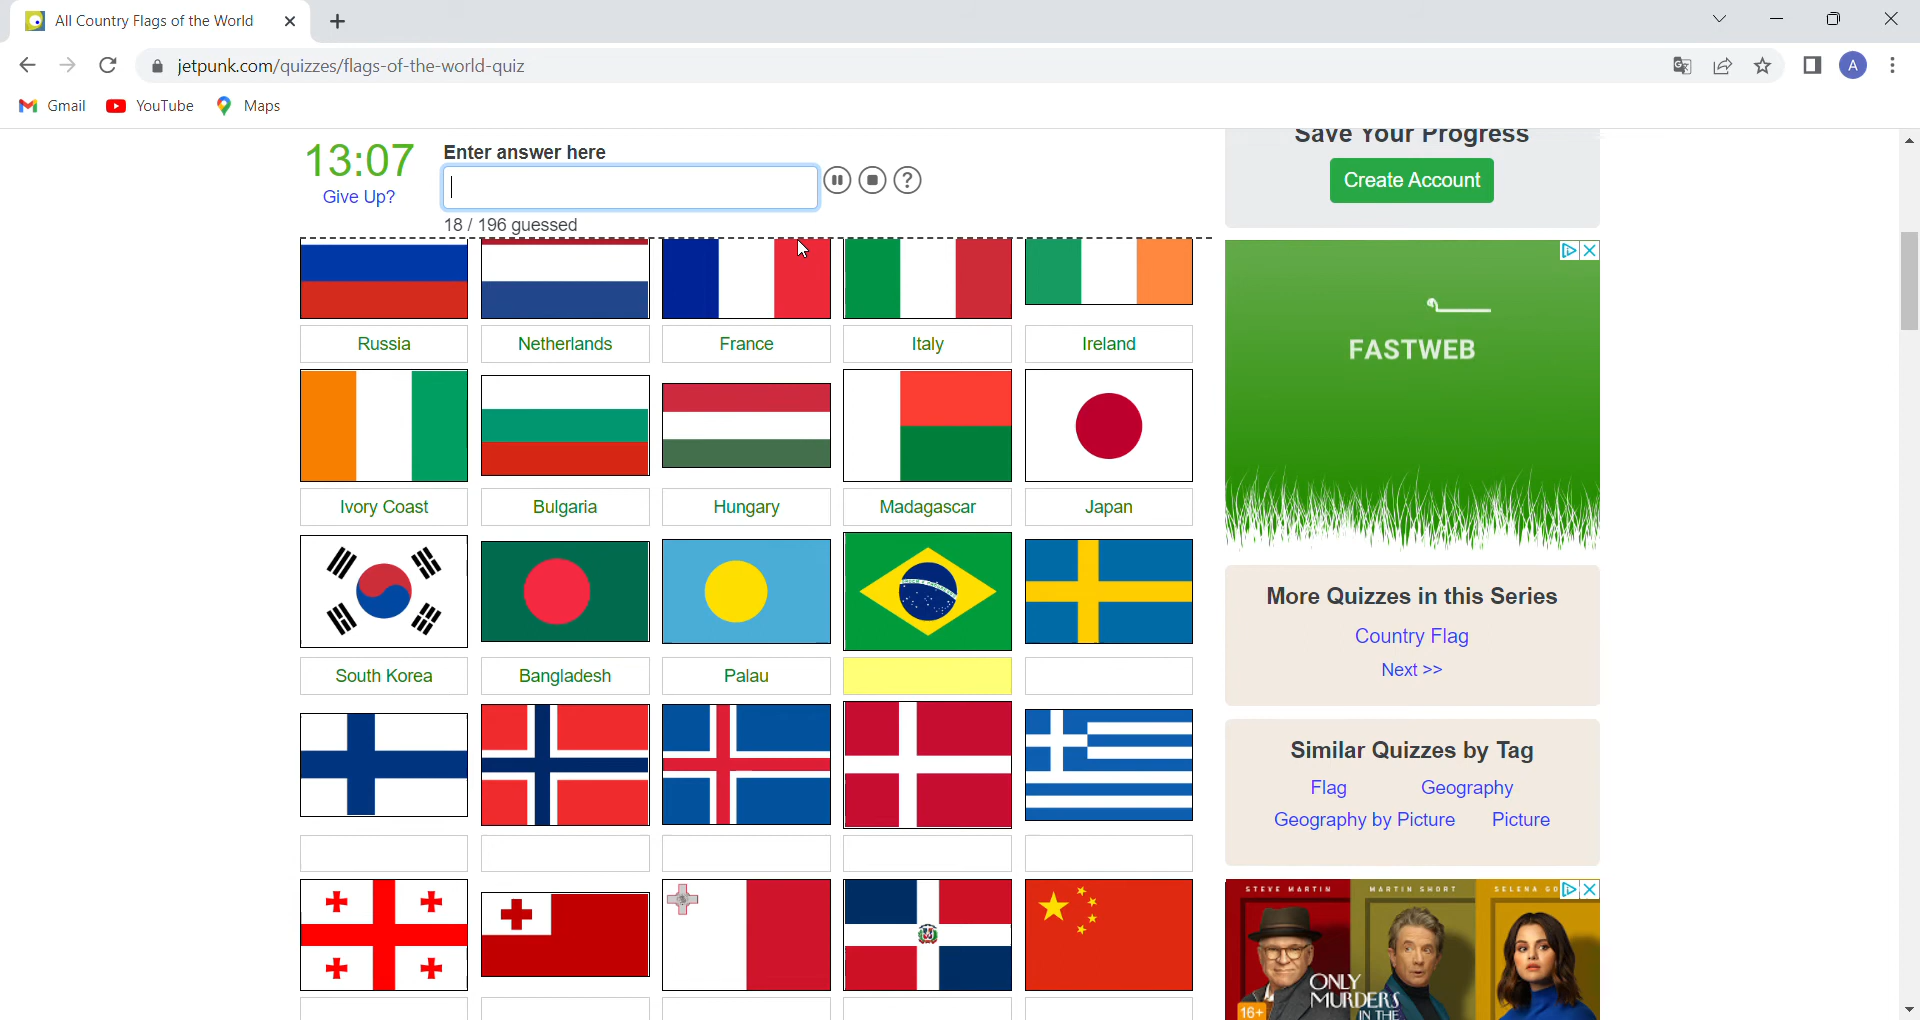 All Country Flags of the World
jetpunk.com/quizzes/flags-of-the-world-quiz
A
Gmail YouTube Maps
13:07
Give Up?
Enter answer here
18 / 196 guessed
Save Your Progress
Create Account
Russia Netherlands France Italy Ireland
Ivory Coast Bulgaria Hungary Madagascar Japan
South Korea Bangladesh Palau
FASTWEB
More Quizzes in this Series
Country Flag
Next >>
Similar Quizzes by Tag
Flag Geography
Geography by Picture Picture
STEVE MARTIN MARTIN SHORT SELENA GO
ONLY
MURDERS
IN THE
16+